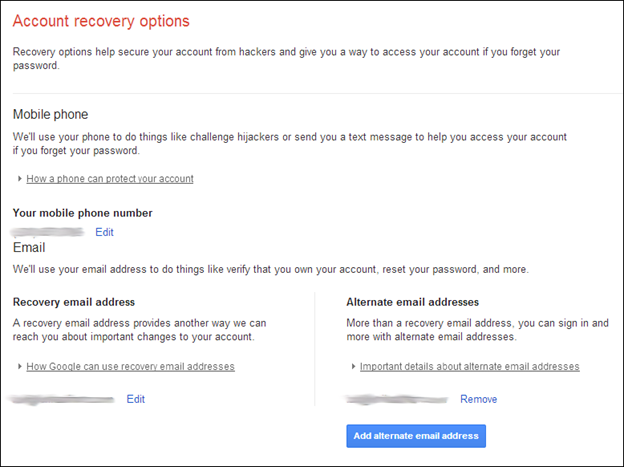 Account recovery options
Recovery options help secure your account from hackers and give you a way to access your account if you forget your
password.
Mobile phone
We'll use your phone to do things like challenge hijackers or send you a text message to help you access your account
if you forget your password.
How a phone can protect your account
Your mobile phone number
Edit
Email
We'll use your email address to do things like verify that you own your account, reset your password, and more.
Recovery email address
A recovery email address provides another way we can
reach you about important changes to your account.
How Google can use recovery email addresses
Edit
Alternate email addresses
More than a recovery email address, you can sign in and
more with alternate email addresses.
Important details about alternate email addresses
Remove
Add alternate email address